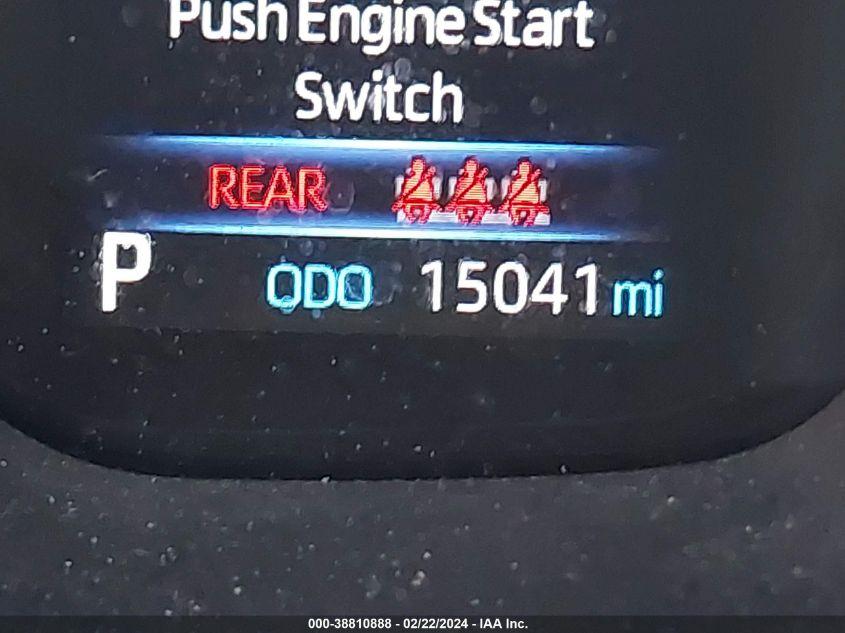 Push Engine Start
Switch
REAR
P ODO 15041 mi
000-38810888 - 02/22/2024 - IAA Inc.